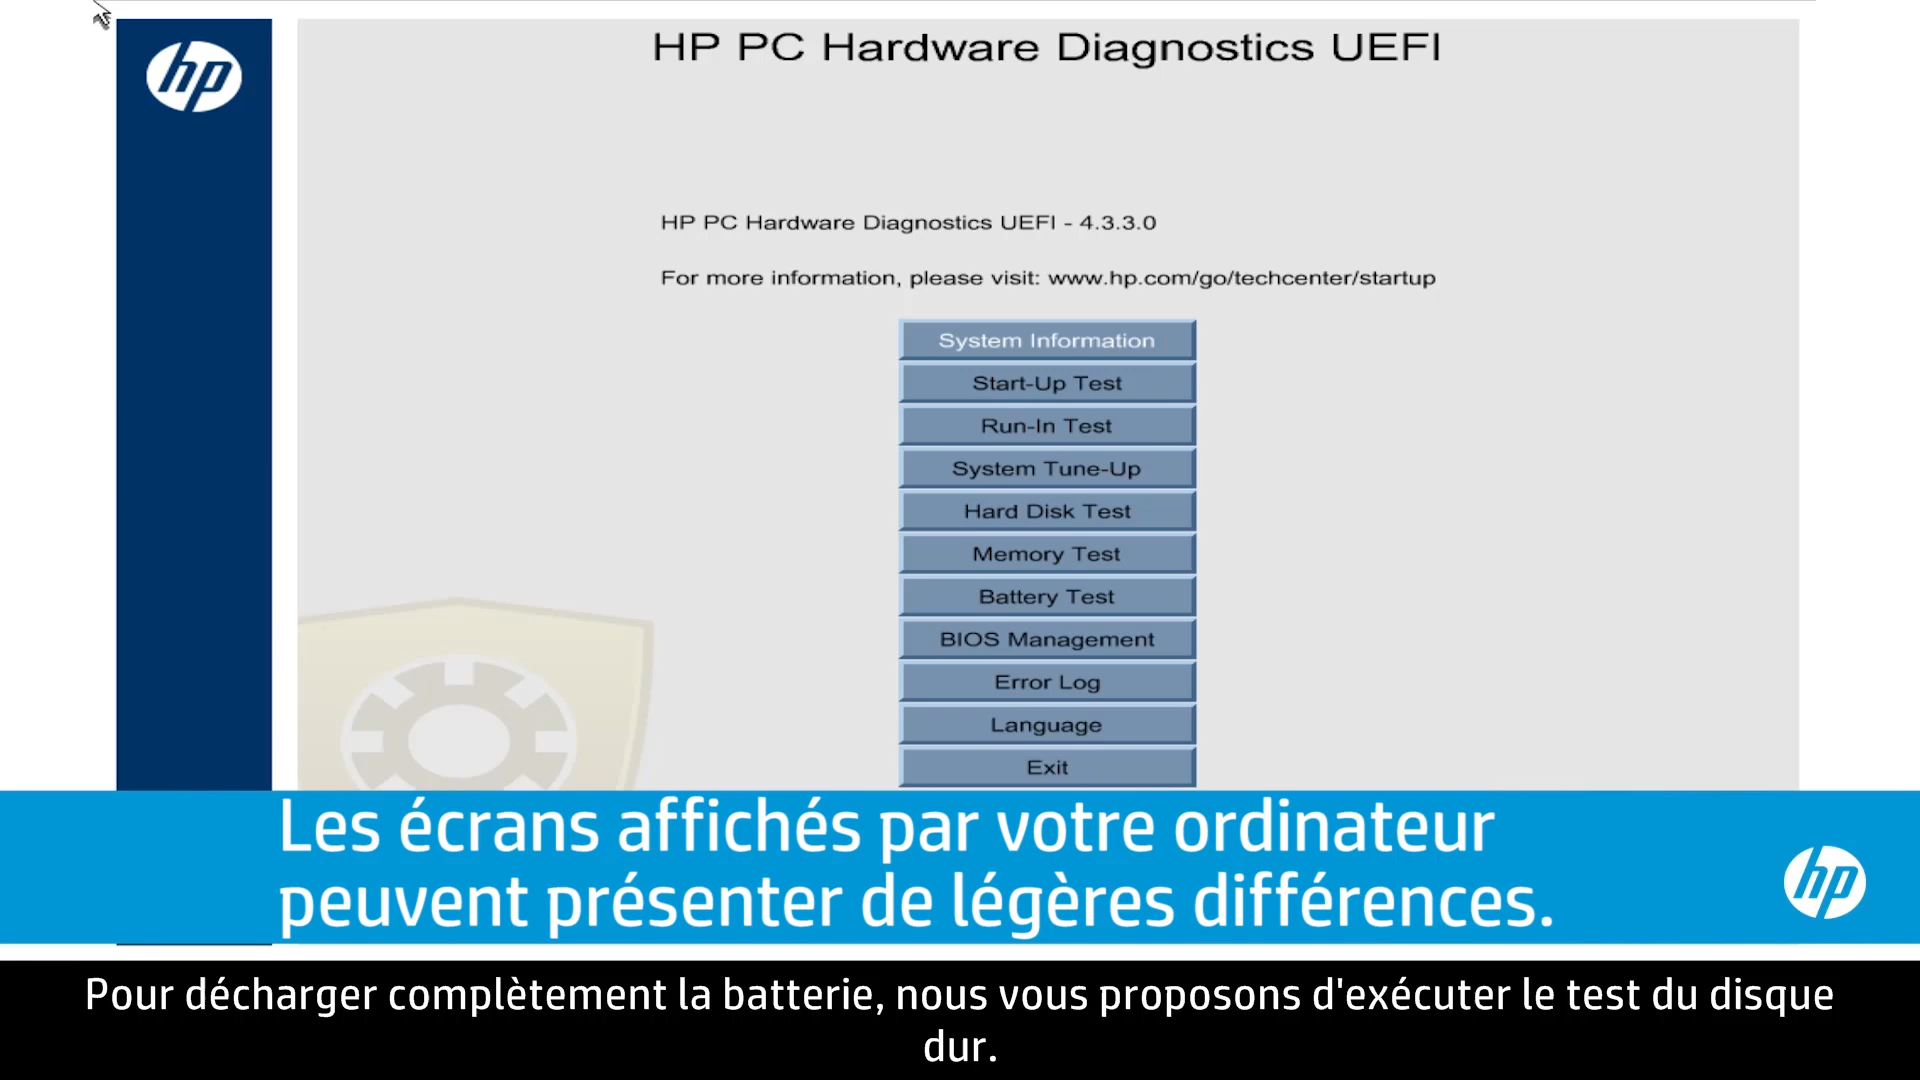 hp
HP PC Hardware Diagnostics UEFI
HP PC Hardware Diagnostics UEFI - 4.3.3.0
For more information, please visit: www.hp.com/go/techcenter/startup
System Information
Start-Up Test
Run-In Test
System Tune-Up
Hard Disk Test
Memory Test
Battery Test
BIOS Management
Error Log
Language
Exit
Les écrans affichés par votre ordinateur
peuvent présenter de légères différences.
hp
Pour décharger complètement la batterie, nous vous proposons d'exécuter le test du disque
dur.